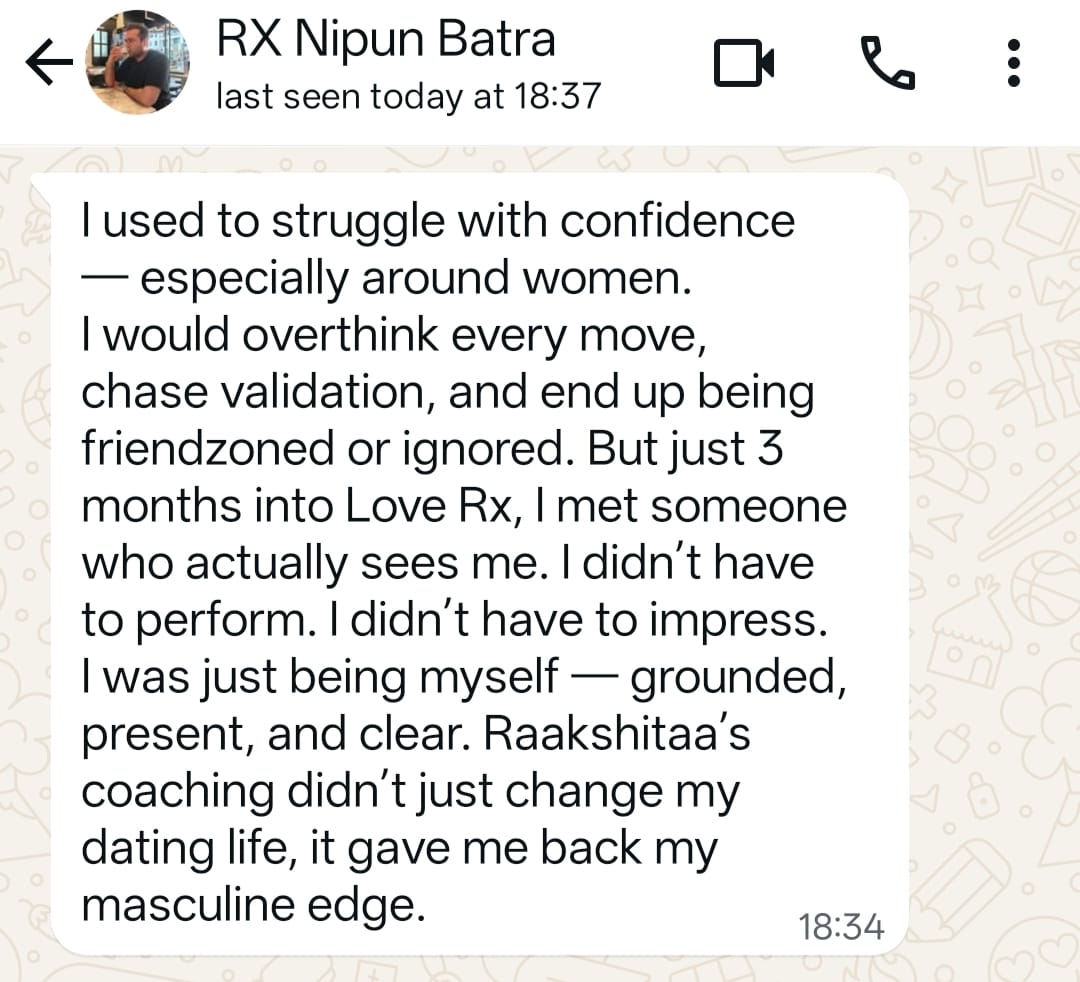 RX Nipun Batra
last seen today at 18:37
I used to struggle with confidence
— especially around women.
I would overthink every move,
chase validation, and end up being
friendzoned or ignored. But just 3
months into Love Rx, I met someone
who actually sees me. I didn’t have
to perform. I didn’t have to impress.
I was just being myself — grounded,
present, and clear. Raakshitaa’s
coaching didn’t just change my
dating life, it gave me back my
masculine edge.
18:34